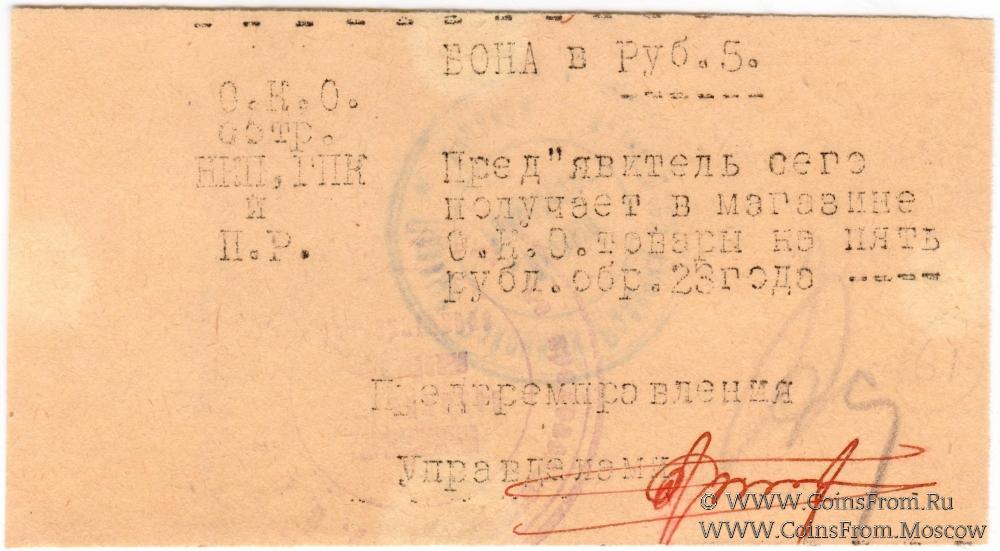 БОНА в Руб.5.
О.К.О.
сотр.
НКП,ГПК
и
П.Р.
Пред"явитель сего
получает в магазине
О.К.О.товары на пять
рубл.обр.23 года
Предвремправления
Управделами
© www.CoinsFrom.Ru
www.CoinsFrom.Moscow